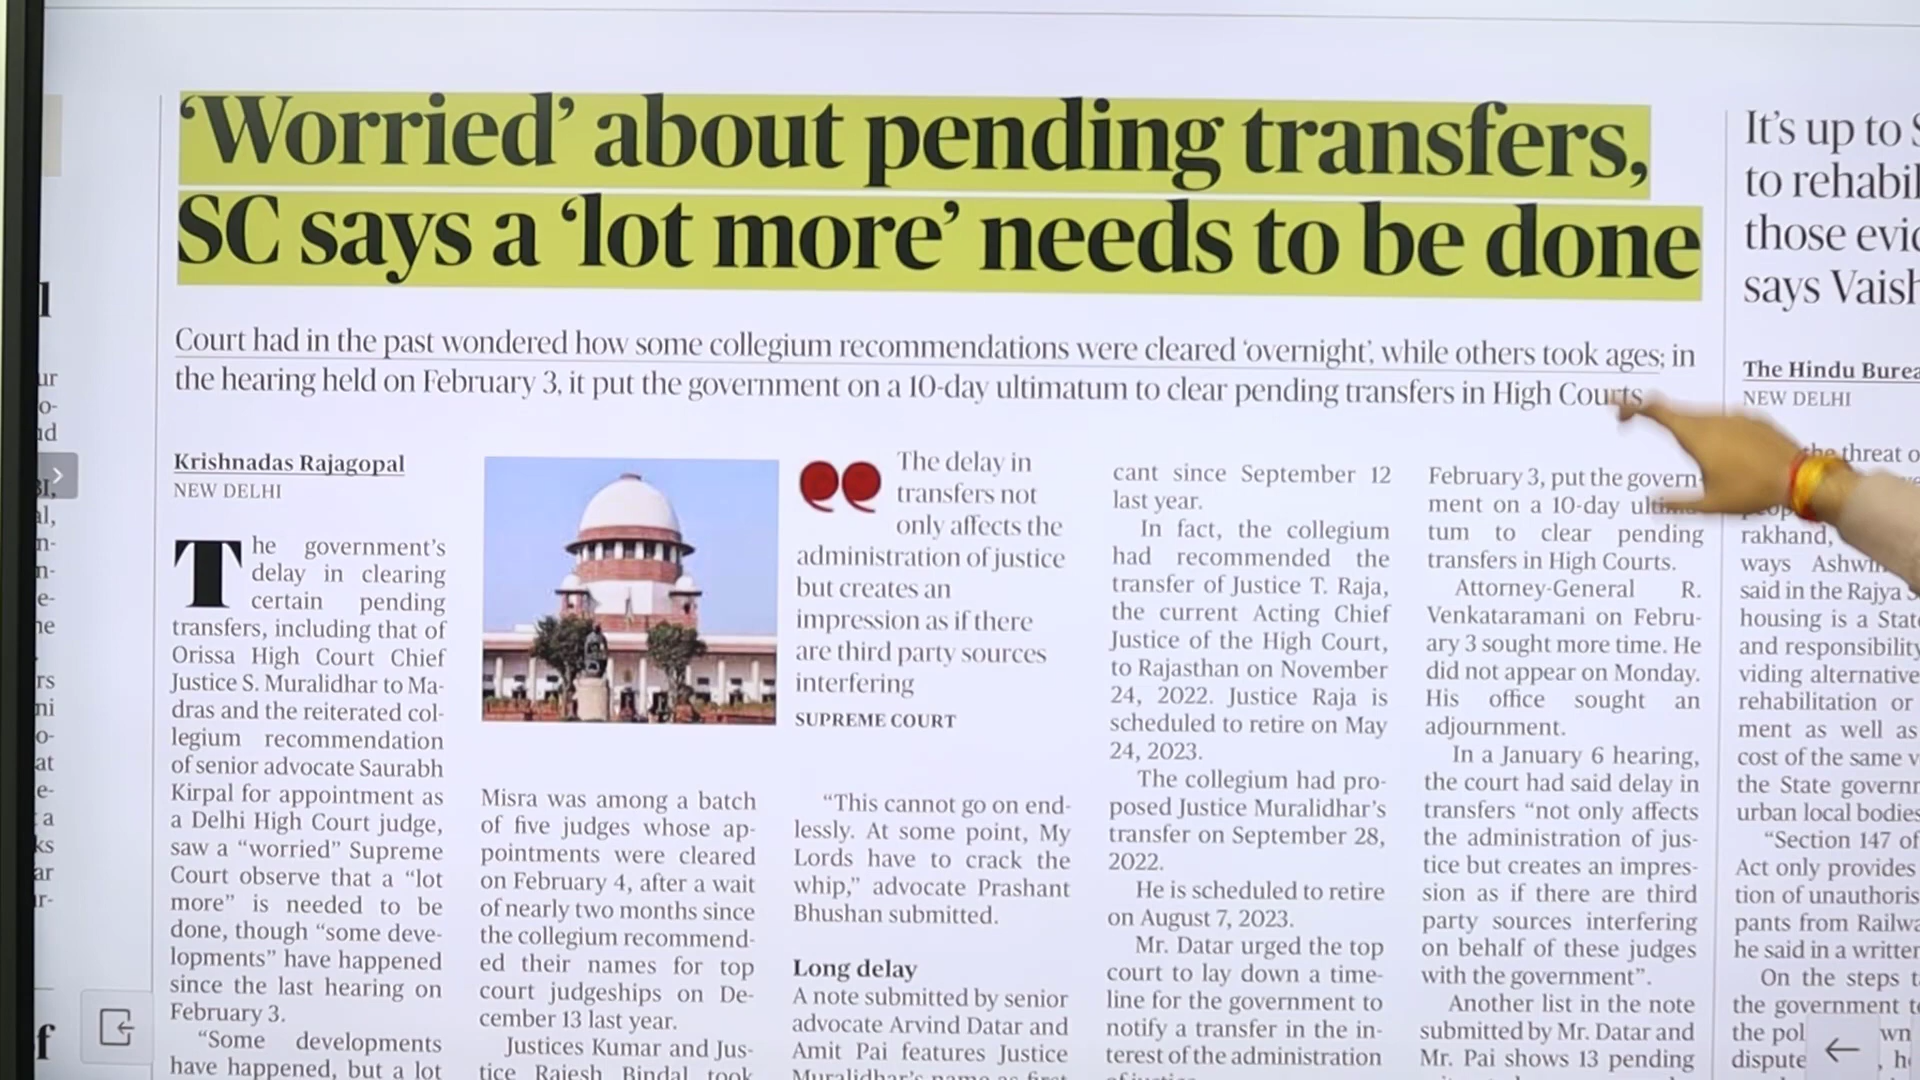 ‘Worried’ about pending transfers,
SC says a ‘lot more’ needs to be done
Court had in the past wondered how some collegium recommendations were cleared ‘overnight’, while others took ages; in
the hearing held on February 3, it put the government on a 10-day ultimatum to clear pending transfers in High Courts
Krishnadas Rajagopal
NEW DELHI
The government’s
delay in clearing
certain pending
transfers, including that of
Orissa High Court Chief
Justice S. Muralidhar to Ma-
dras and the reiterated col-
legium recommendation
of senior advocate Saurabh
Kirpal for appointment as
a Delhi High Court judge,
saw a “worried” Supreme
Court observe that a “lot
more” is needed to be
done, though “some deve-
lopments” have happened
since the last hearing on
February 3.
“Some developments
have happened, but a lot
Misra was among a batch
of five judges whose ap-
pointments were cleared
on February 4, after a wait
of nearly two months since
the collegium recommend-
ed their names for top
court judgeships on De-
cember 13 last year.
Justices Kumar and Jus-
tice Rajesh Bindal took
The delay in
transfers not
only affects the
administration of justice
but creates an
impression as if there
are third party sources
interfering
SUPREME COURT
“This cannot go on end-
lessly. At some point, My
Lords have to crack the
whip,” advocate Prashant
Bhushan submitted.
Long delay
A note submitted by senior
advocate Arvind Datar and
Amit Pai features Justice
Muralidhar’s name as first
cant since September 12
last year.
In fact, the collegium
had recommended the
transfer of Justice T. Raja,
the current Acting Chief
Justice of the High Court,
to Rajasthan on November
24, 2022. Justice Raja is
scheduled to retire on May
24, 2023.
The collegium had pro-
posed Justice Muralidhar’s
transfer on September 28,
2022.
He is scheduled to retire
on August 7, 2023.
Mr. Datar urged the top
court to lay down a time-
line for the government to
notify a transfer in the in-
terest of the administration
February 3, put the govern-
ment on a 10-day
tum to clear pending
transfers in High Courts.
Attorney-General R.
Venkataramani on Febru-
ary 3 sought more time. He
did not appear on Monday.
His office sought an
adjournment.
In a January 6 hearing,
the court had said delay in
transfers “not only affects
the administration of jus-
tice but creates an impres-
sion as if there are third
party sources interfering
on behalf of these judges
with the government”.
Another list in the note
submitted by Mr. Datar and
Mr. Pai shows 13 pending
It’s up to
to rehabil
those evic
says Vaish
The Hindu Burea
NEW DELHI
the threat o
rakhand,
ways
said in the Rajya
housing is a State
and responsibility
viding alternative
rehabilitation or
ment as well as
cost of the same
the State governm
urban local bodies
“Section 147 of
Act only provides
tion of unauthoris
pants from Railwa
he said in a written
On the steps
the government
the pol
dispute